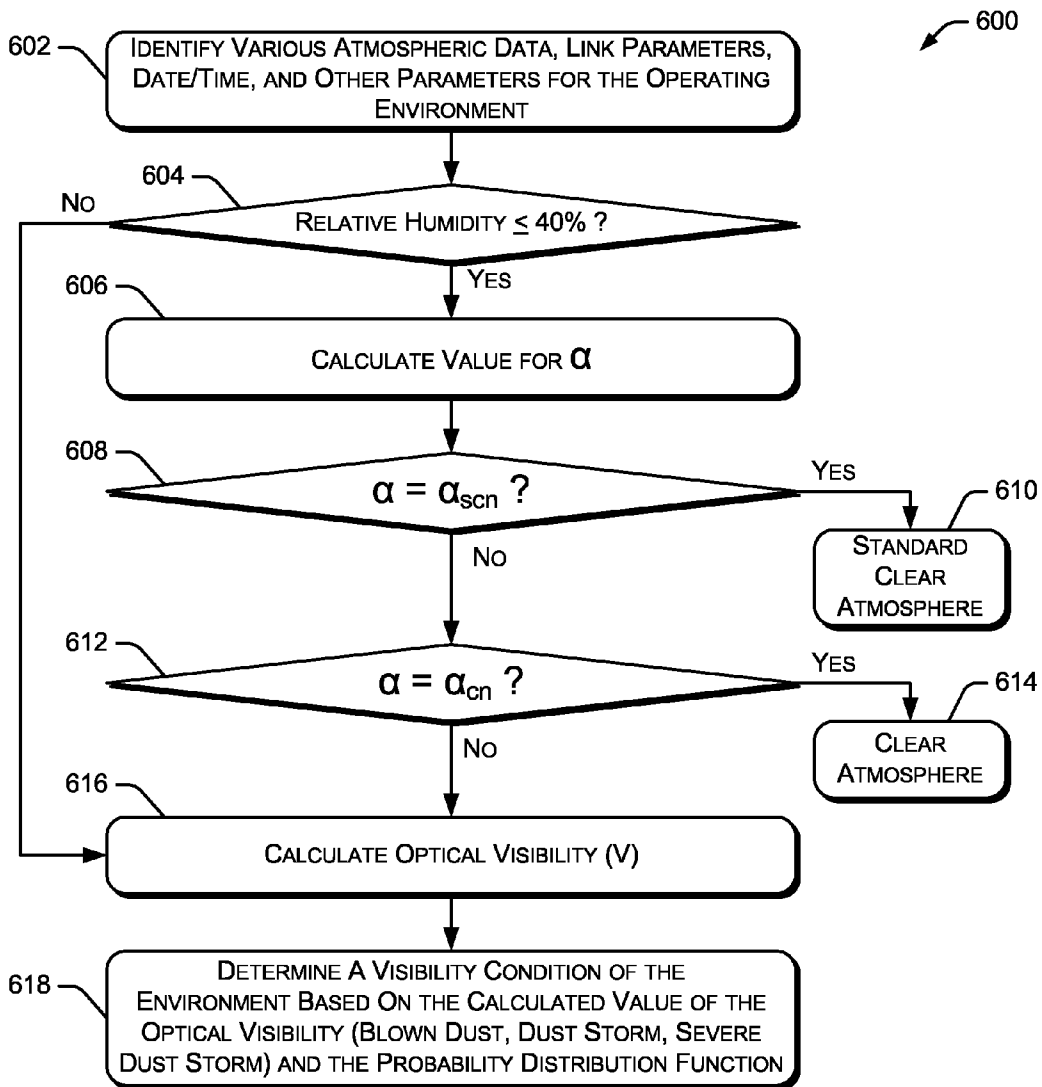 600
602
IDENTIFY VARIOUS ATMOSPHERIC DATA, LINK PARAMETERS,
DATE/TIME, AND OTHER PARAMETERS FOR THE OPERATING
ENVIRONMENT
604
NO
RELATIVE HUMIDITY ≤ 40% ?
YES
606
CALCULATE VALUE FOR α
608
α = αscn ?
YES
610
STANDARD
CLEAR
ATMOSPHERE
NO
612
α = αcn ?
YES
614
CLEAR
ATMOSPHERE
NO
616
CALCULATE OPTICAL VISIBILITY (V)
618
DETERMINE A VISIBILITY CONDITION OF THE
ENVIRONMENT BASED ON THE CALCULATED VALUE OF THE
OPTICAL VISIBILITY (BLOWN DUST, DUST STORM, SEVERE
DUST STORM) AND THE PROBABILITY DISTRIBUTION FUNCTION